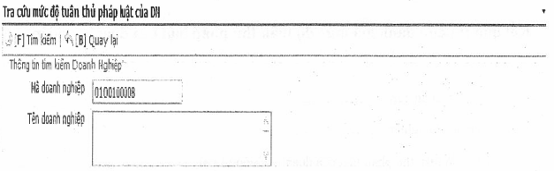 Tra cứu mức độ tuân thủ pháp luật của DN
[F] Tìm kiếm | [B] Quay lại
Thông tin tìm kiếm Doanh Nghiệp
Mã doanh nghiệp 0100100008
Tên doanh nghiệp